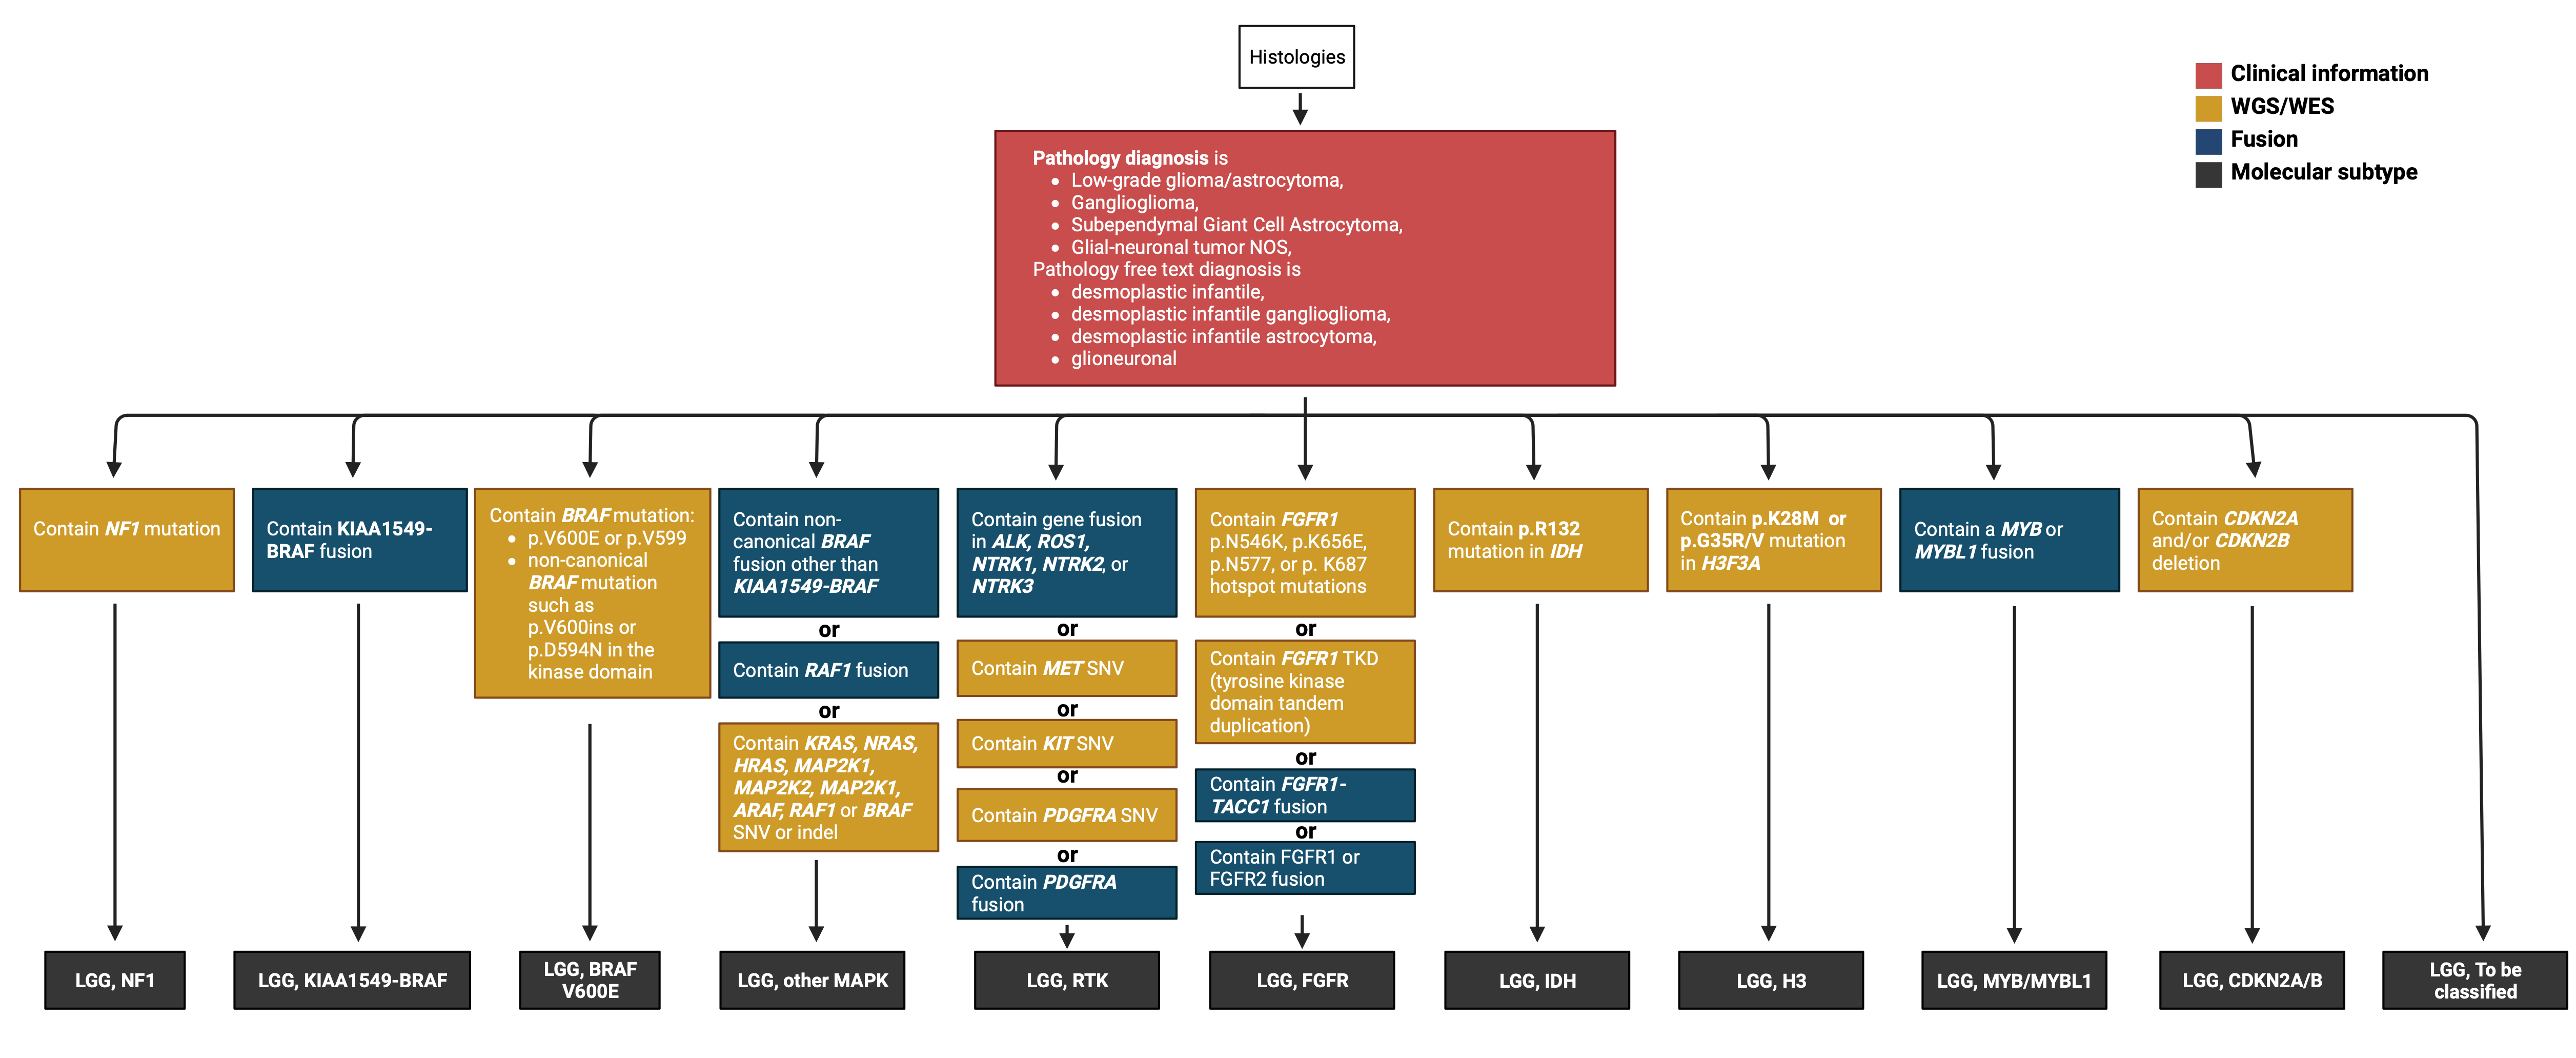 Histologies
Clinical information
WGS/WES
Fusion
Molecular subtype
Pathology diagnosis is
• Low-grade glioma/astrocytoma,
• Ganglioglioma,
• Subependymal Giant Cell Astrocytoma,
• Glial-neuronal tumor NOS,
Pathology free text diagnosis is
• desmoplastic infantile,
• desmoplastic infantile ganglioglioma,
• desmoplastic infantile astrocytoma,
• glioneuronal
Contain NF1 mutation
Contain KIAA1549-
BRAF fusion
Contain BRAF mutation:
• p.V600E or p.V599
• non-canonical
BRAF mutation
such as
p.V600ins or
p.D594N in the
kinase domain
Contain non-
canonical BRAF
fusion other than
KIAA1549-BRAF
or
Contain RAF1 fusion
or
Contain KRAS, NRAS,
HRAS, MAP2K1,
MAP2K2, MAP2K1,
ARAF, RAF1 or BRAF
SNV or indel
Contain gene fusion
in ALK, ROS1,
NTRK1, NTRK2, or
NTRK3
or
Contain MET SNV
or
Contain KIT SNV
or
Contain PDGFRA SNV
or
Contain PDGFRA
fusion
Contain FGFR1
p.N546K, p.K656E,
p.N577, or p. K687
hotspot mutations
or
Contain FGFR1 TKD
(tyrosine kinase
domain tandem
duplication)
or
Contain FGFR1-
TACC1 fusion
or
Contain FGFR1 or
FGFR2 fusion
Contain p.R132
mutation in IDH
Contain p.K28M or
p.G35R/V mutation
in H3F3A
Contain a MYB or
MYBL1 fusion
Contain CDKN2A
and/or CDKN2B
deletion
LGG, NF1
LGG, KIAA1549-BRAF
LGG, BRAF
V600E
LGG, other MAPK
LGG, RTK
LGG, FGFR
LGG, IDH
LGG, H3
LGG, MYB/MYBL1
LGG, CDKN2A/B
LGG, To be
classified